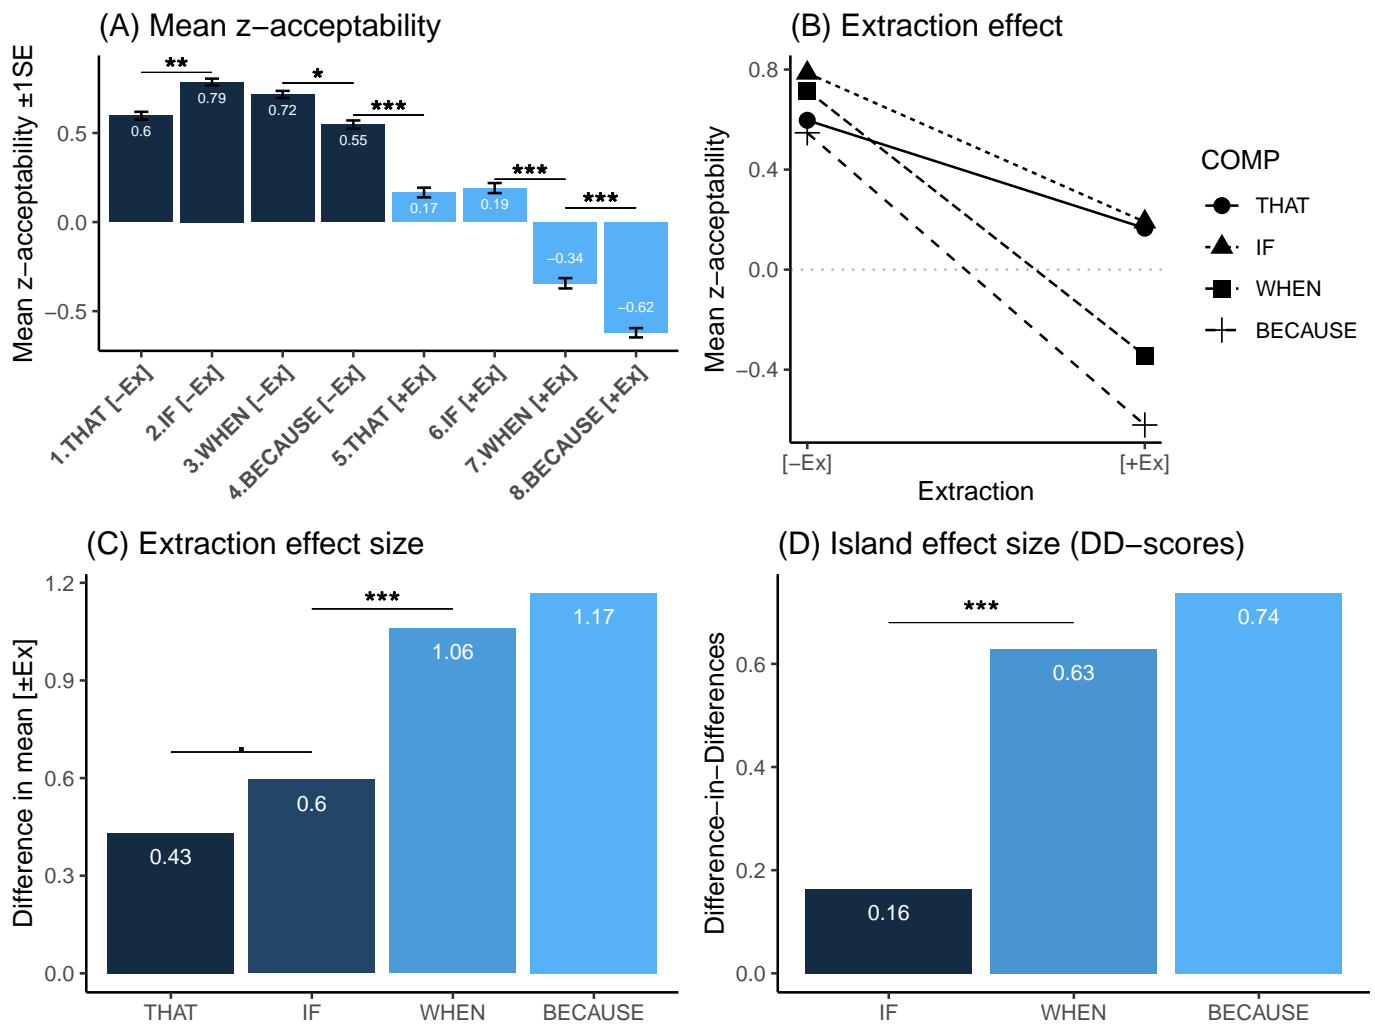 (A) Mean z−acceptability
Mean z−acceptability ±1SE
0.5
0.0
−0.5
**
*
***
***
***
0.6
0.79
0.72
0.55
0.17
0.19
−0.34
−0.62
1.THAT [−Ex]
2.IF [−Ex]
3.WHEN [−Ex]
4.BECAUSE [−Ex]
5.THAT [+Ex]
6.IF [+Ex]
7.WHEN [+Ex]
8.BECAUSE [+Ex]
(B) Extraction effect
Mean z−acceptability
0.8
0.4
0.0
−0.4
[−Ex]
[+Ex]
Extraction
COMP
THAT
IF
WHEN
BECAUSE
(C) Extraction effect size
Difference in mean [±Ex]
1.2
0.9
0.6
0.3
0.0
.
***
0.43
0.6
1.06
1.17
THAT
IF
WHEN
BECAUSE
(D) Island effect size (DD−scores)
Difference−in−Differences
0.6
0.4
0.2
0.0
***
0.16
0.63
0.74
IF
WHEN
BECAUSE